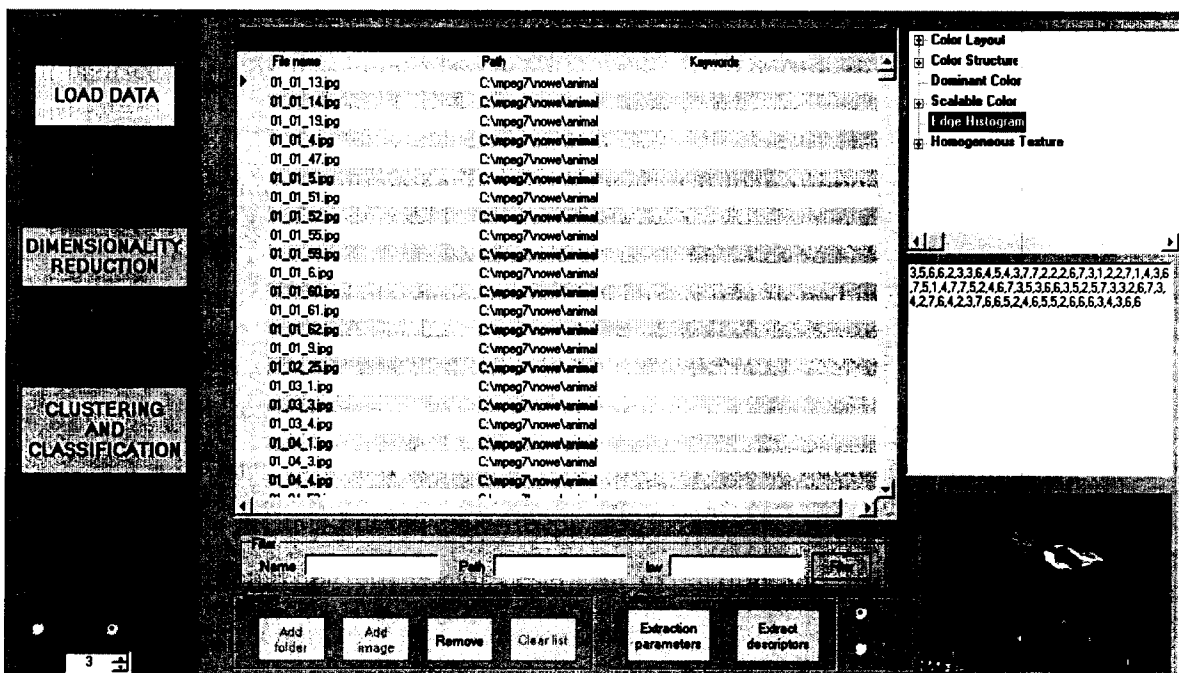 LOAD DATA
DIMENSIONALITY
REDUCTION
CLUSTERING
AND
CLASSIFICATION
3
File name Path Keywords
01_01_13.jpg C:\mpeg7\nowe\animal
01_01_14.jpg C:\mpeg7\nowe\animal
01_01_19.jpg C:\mpeg7\nowe\animal
01_01_4.jpg C:\mpeg7\nowe\animal
01_01_47.jpg C:\mpeg7\nowe\animal
01_01_5.jpg C:\mpeg7\nowe\animal
01_01_51.jpg C:\mpeg7\nowe\animal
01_01_52.jpg C:\mpeg7\nowe\animal
01_01_55.jpg C:\mpeg7\nowe\animal
01_01_59.jpg C:\mpeg7\nowe\animal
01_01_6.jpg C:\mpeg7\nowe\animal
01_01_60.jpg C:\mpeg7\nowe\animal
01_01_61.jpg C:\mpeg7\nowe\animal
01_01_62.jpg C:\mpeg7\nowe\animal
01_01_9.jpg C:\mpeg7\nowe\animal
01_02_25.jpg C:\mpeg7\nowe\animal
01_03_1.jpg C:\mpeg7\nowe\animal
01_03_3.jpg C:\mpeg7\nowe\animal
01_03_4.jpg C:\mpeg7\nowe\animal
01_04_1.jpg C:\mpeg7\nowe\animal
01_04_3.jpg C:\mpeg7\nowe\animal
01_04_4.jpg C:\mpeg7\nowe\animal
Filter
Name Path kw Filter
Add
folder
Add
image
Remove
Clear list
Extraction
parameters
Extract
descriptors
Color Layout
Color Structure
Dominant Color
Scalable Color
Edge Histogram
Homogeneous Texture
3,5,6,6,2,3,3,6,4,5,4,3,7,7,2,2,2,6,7,3,1,2,2,7,1,4,3,6
,7,5,1,4,7,7,5,2,4,6,7,3,5,3,6,6,3,5,2,5,7,3,3,2,6,7,3,
4,2,7,6,4,2,3,7,6,6,5,2,4,6,5,5,2,6,6,6,3,4,3,6,6